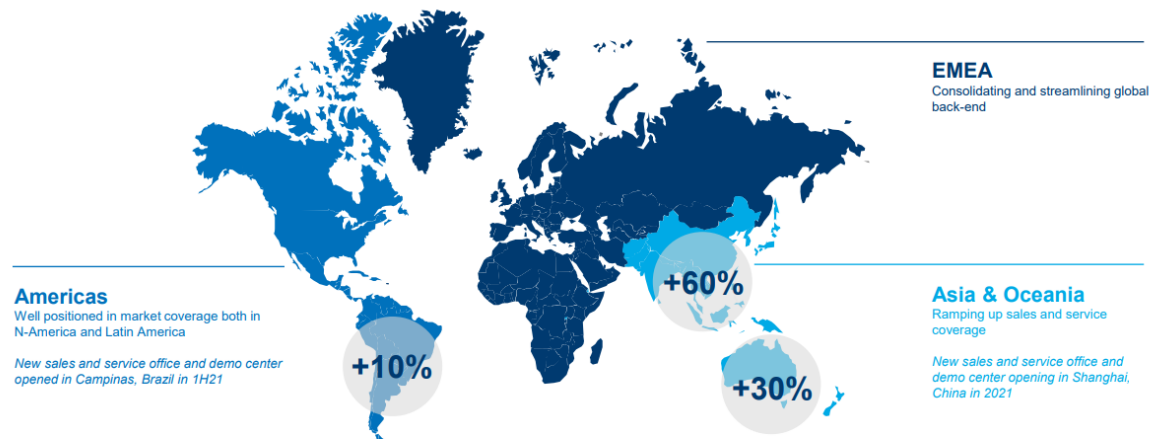 EMEA
Consolidating and streamlining global
back-end
Americas
Well positioned in market coverage both in
N-America and Latin America
New sales and service office and demo center
opened in Campinas, Brazil in 1H21
+10%
+60%
+30%
Asia & Oceania
Ramping up sales and service
coverage
New sales and service office and
demo center opening in Shanghai,
China in 2021